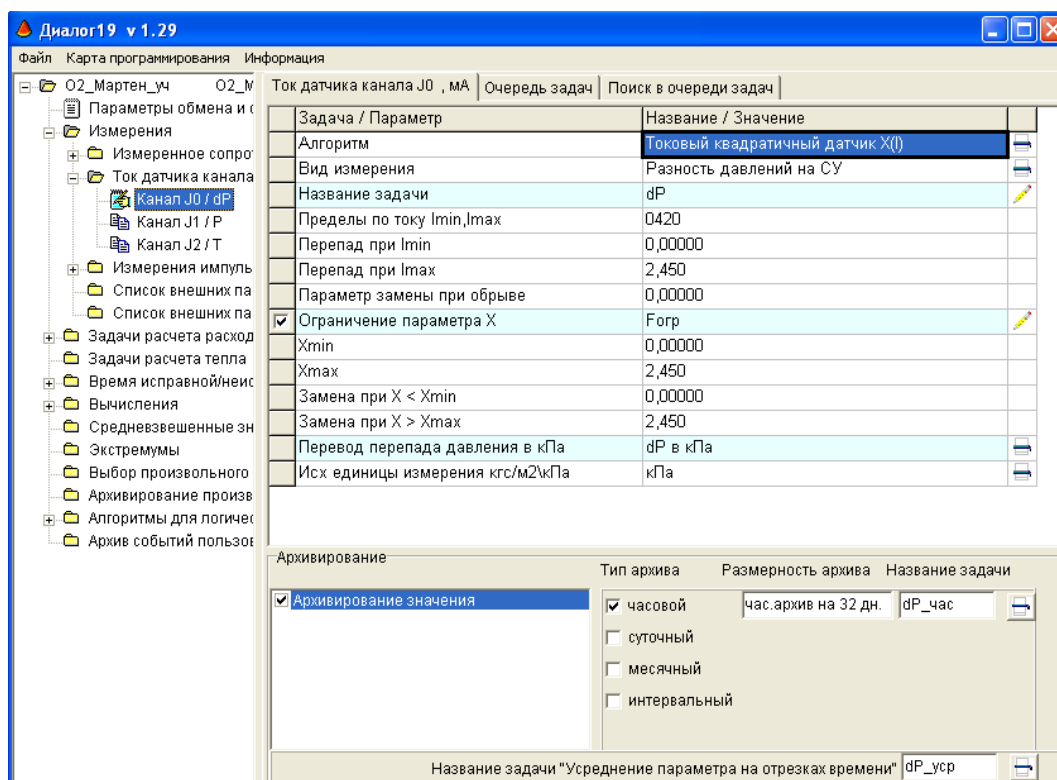 Диалог19 v 1.29
Файл Карта программирования Информация
О2_Мартен_уч О2_М
Параметры обмена и с
Измерения
Измеренное сопро
Ток датчика канала
Канал J0 / dP
Канал J1 / P
Канал J2 / T
Измерения импуль
Список внешних па
Список внешних па
Задачи расчета расход
Задачи расчета тепла
Время исправной/неис
Вычисления
Средневзвешенные зн
Экстремумы
Выбор произвольного
Архивирование произв
Алгоритмы для логичес
Архив событий пользов
Ток датчика канала J0 , мА Очередь задач Поиск в очереди задач
Задача / Параметр Название / Значение
Алгоритм Токовый квадратичный датчик X(I)
Вид измерения Разность давлений на СУ
Название задачи dP
Пределы по току Imin,Imax 0420
Перепад при Imin 0,00000
Перепад при Imax 2,450
Параметр замены при обрыве 0,00000
Ограничение параметра X Fогр
Xmin 0,00000
Xmax 2,450
Замена при X < Xmin 0,00000
Замена при X > Xmax 2,450
Перевод перепада давления в кПа dP в кПа
Исх единицы измерения кгс/м2\кПа кПа
Архивирование
Архивирование значения
Тип архива Размерность архива Название задачи
часовой час.архив на 32 дн. dP_час
суточный
месячный
интервальный
Название задачи "Усреднение параметра на отрезках времени" dP_уср